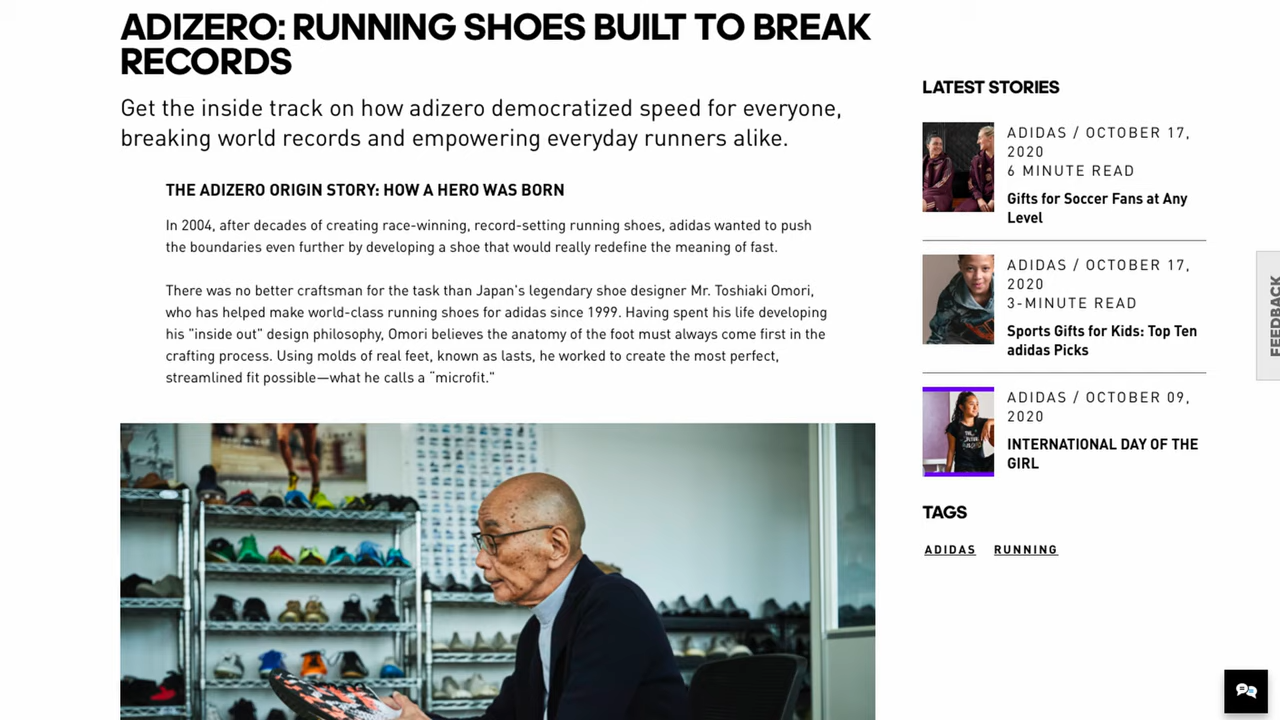 ADIZERO: RUNNING SHOES BUILT TO BREAK
RECORDS
Get the inside track on how adizero democratized speed for everyone,
breaking world records and empowering everyday runners alike.
THE ADIZERO ORIGIN STORY: HOW A HERO WAS BORN
In 2004, after decades of creating race-winning, record-setting running shoes, adidas wanted to push
the boundaries even further by developing a shoe that would really redefine the meaning of fast.
There was no better craftsman for the task than Japan's legendary shoe designer Mr. Toshiaki Omori,
who has helped make world-class running shoes for adidas since 1999. Having spent his life developing
his "inside out" design philosophy, Omori believes the anatomy of the foot must always come first in the
crafting process. Using molds of real feet, known as lasts, he worked to create the most perfect,
streamlined fit possible—what he calls a “microfit."
LATEST STORIES
ADIDAS / OCTOBER 17,
2020
6 MINUTE READ
Gifts for Soccer Fans at Any
Level
ADIDAS / OCTOBER 17,
2020
3-MINUTE READ
Sports Gifts for Kids: Top Ten
adidas Picks
ADIDAS / OCTOBER 09,
2020
INTERNATIONAL DAY OF THE
GIRL
TAGS
ADIDAS RUNNING
FEEDBACK